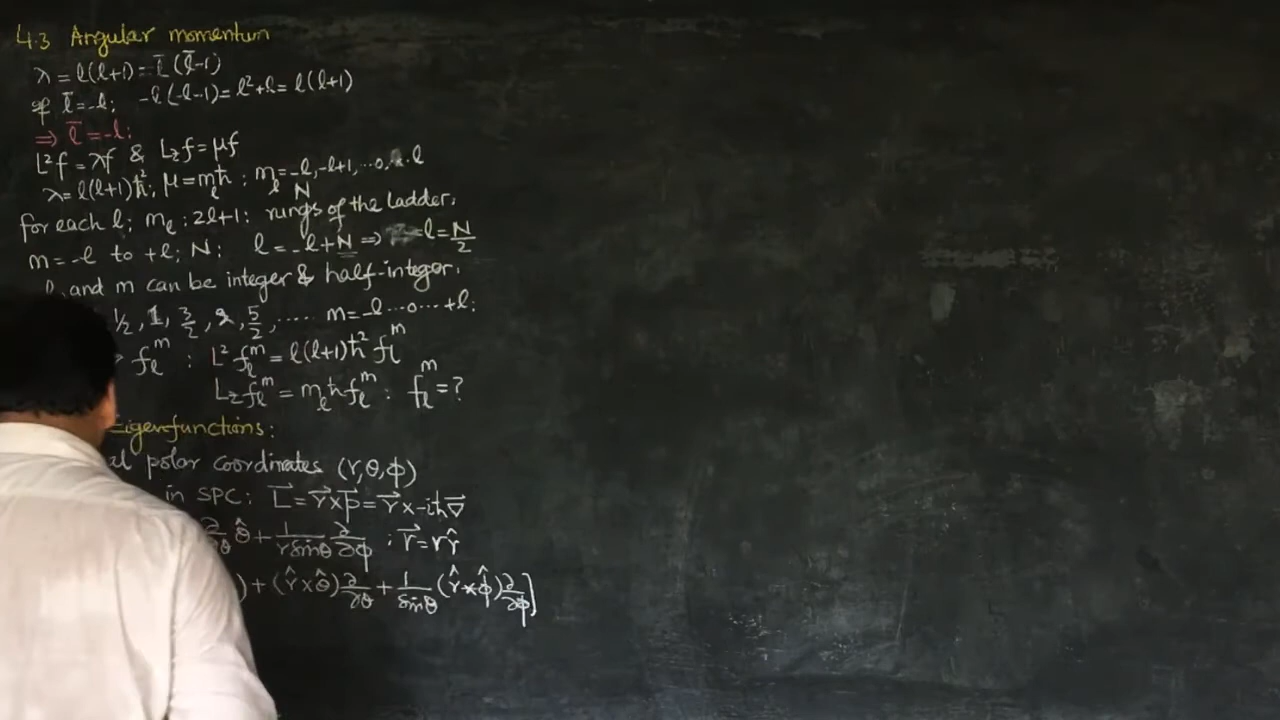 4.3 Angular momentum
λ = l(l+1) = l̄(l̄-1)
if l̄ = -l; -l(-l-1) = l²+l = l(l+1)
⇒ l̄ = -l;
L²f = λf & L_z f = μf
λ = l(l+1)ħ²; μ = m_l ħ; m_l = -l, -l+1, ...0, ... l
N
for each l; m_l : 2l+1: rungs of the ladder.
m = -l to +l; N: l = -l+N ⇒ l = N/2
l, and m can be integer & half-integer.
1/2, 1, 3/2, 2, 5/2, ..... m = -l ...0... +l;
f_l^m : L² f_l^m = l(l+1)ħ² f_l^m
L_z f_l^m = m_l ħ f_l^m ; f_l^m = ?
Eigenfunctions:
polar coordinates (r,θ,φ)
in SPC: L⃗ = r⃗ × p⃗ = r⃗ × -iħ∇⃗
∂/∂θ θ̂ + 1/(r sinθ) ∂/∂φ ; r⃗ = r r̂
) + (r̂ × θ̂) ∂/∂θ + 1/sinθ (r̂ × φ̂) ∂/∂φ]